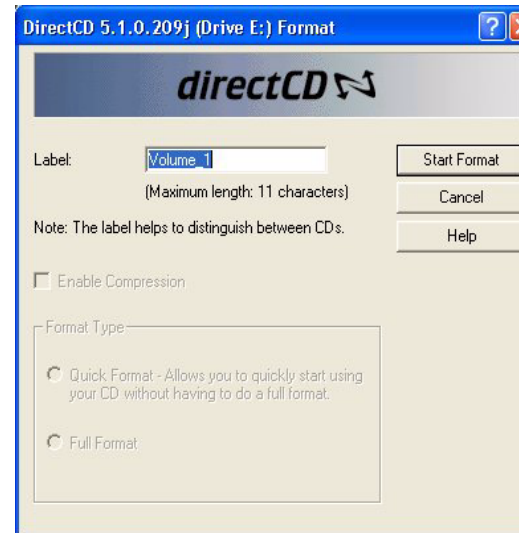 DirectCD 5.1.0.209j (Drive E:) Format
directCD
Label:
Volume_1
(Maximum length: 11 characters)
Note: The label helps to distinguish between CDs.
Start Format
Cancel
Help
Enable Compression
Format Type
Quick Format - Allows you to quickly start using
your CD without having to do a full format.
Full Format